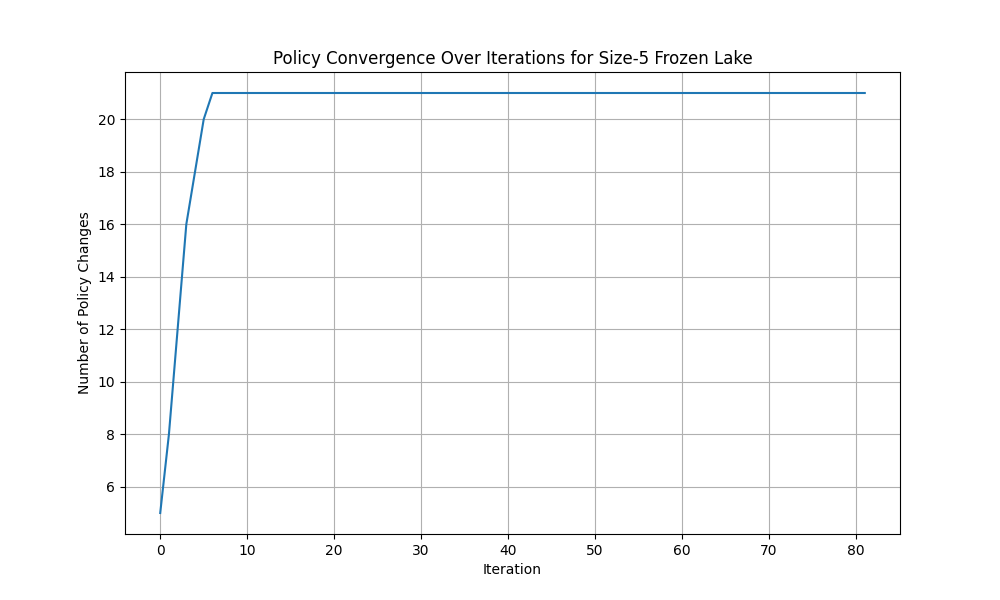 Policy Convergence Over Iterations for Size-5 Frozen Lake
Number of Policy Changes
20
18
16
14
12
10
8
6
0 10 20 30 40 50 60 70 80
Iteration